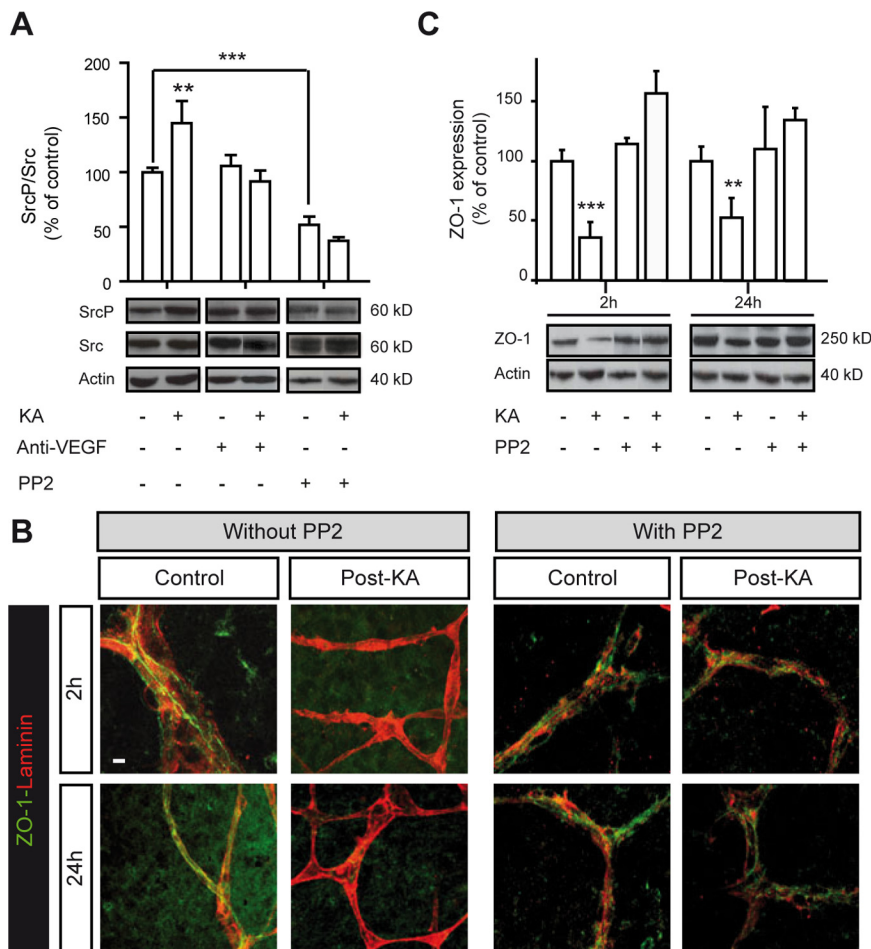 A
SrcP/Src
(% of control)
200
150
100
50
0
***
**
SrcP
60 kD
Src
60 kD
Actin
40 kD
KA - + - + - +
Anti-VEGF - - + + - -
PP2 - - - - + +
C
ZO-1 expression
(% of control)
150
100
50
0
***
**
2h 24h
ZO-1
250 kD
Actin
40 kD
KA - + - + - + - +
PP2 - - + + - - + +
B
Without PP2 With PP2
Control Post-KA Control Post-KA
ZO-1-Laminin
2h
24h